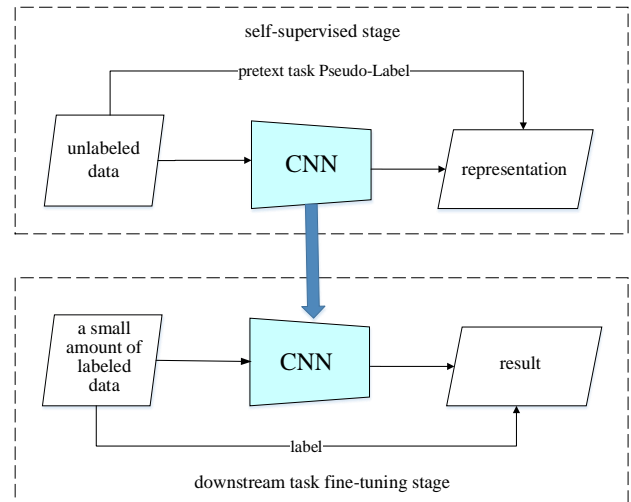 self-supervised stage
pretext task Pseudo-Label
unlabeled
data
CNN
representation
a small
amount of
labeled
data
CNN
result
label
downstream task fine-tuning stage